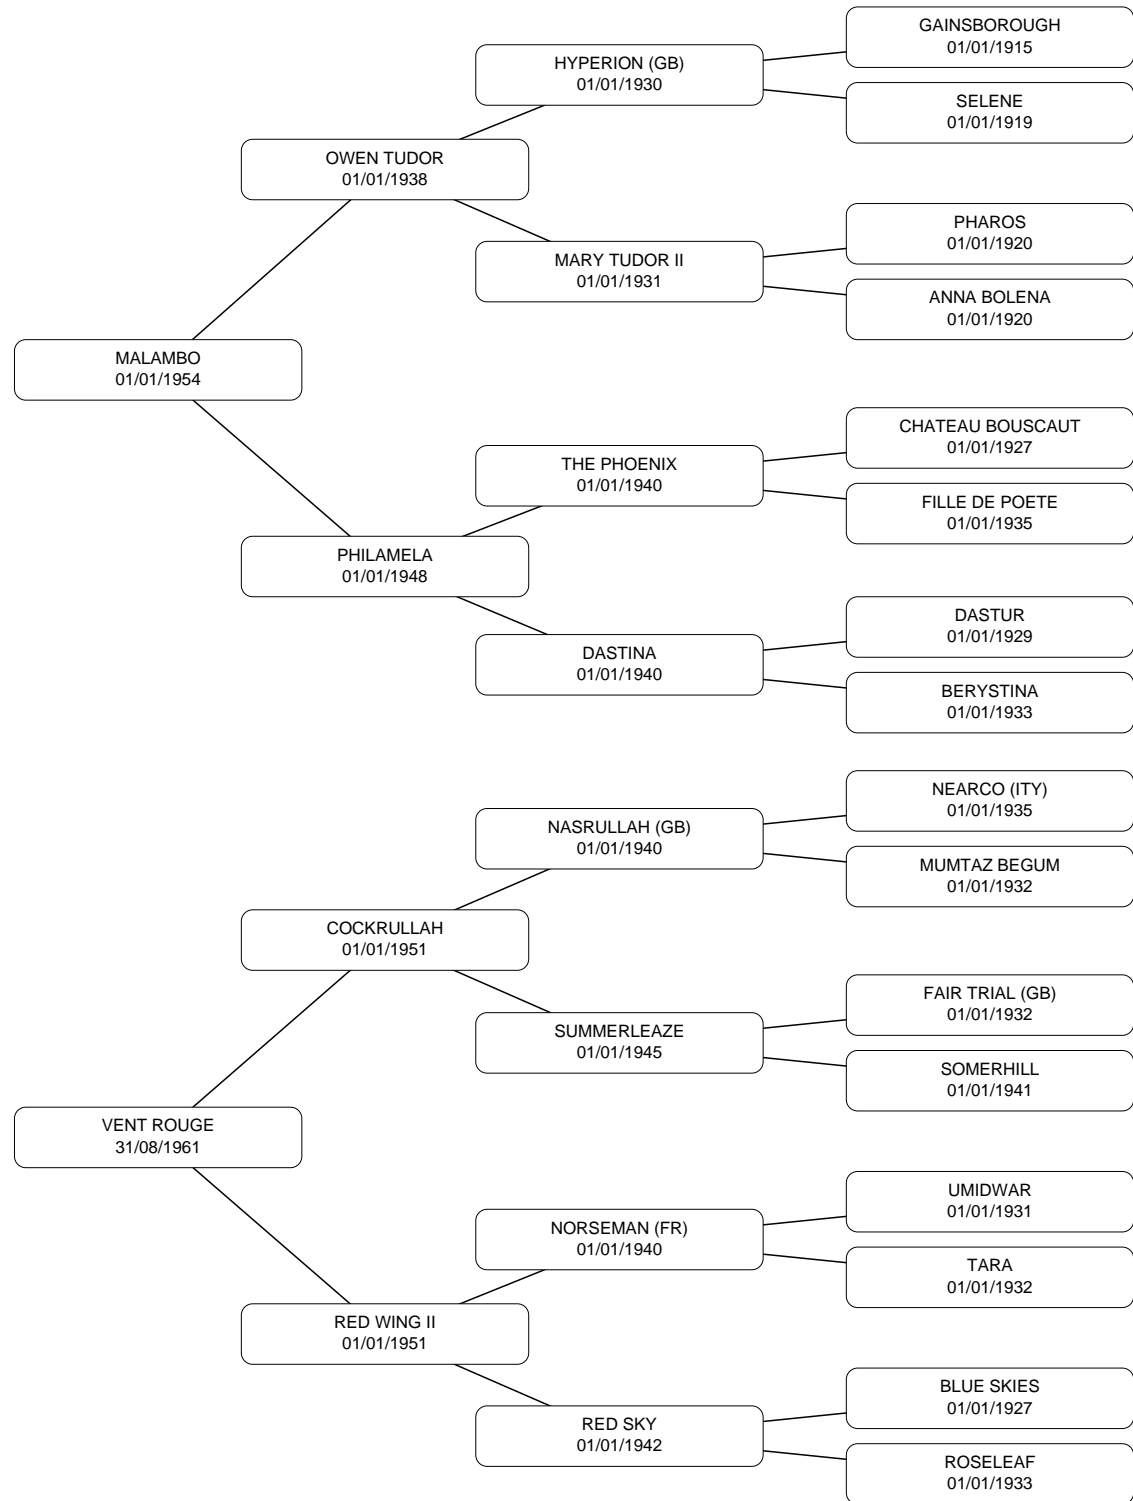 GAINSBOROUGH
01/01/1915
HYPERION (GB)
01/01/1930
SELENE
01/01/1919
OWEN TUDOR
01/01/1938
PHAROS
01/01/1920
MARY TUDOR II
01/01/1931
ANNA BOLENA
01/01/1920
MALAMBO
01/01/1954
CHATEAU BOUSCAUT
01/01/1927
THE PHOENIX
01/01/1940
FILLE DE POETE
01/01/1935
PHILAMELA
01/01/1948
DASTUR
01/01/1929
DASTINA
01/01/1940
BERYSTINA
01/01/1933
NEARCO (ITY)
01/01/1935
NASRULLAH (GB)
01/01/1940
MUMTAZ BEGUM
01/01/1932
COCKRULLAH
01/01/1951
FAIR TRIAL (GB)
01/01/1932
SUMMERLEAZE
01/01/1945
SOMERHILL
01/01/1941
VENT ROUGE
31/08/1961
UMIDWAR
01/01/1931
NORSEMAN (FR)
01/01/1940
TARA
01/01/1932
RED WING II
01/01/1951
BLUE SKIES
01/01/1927
RED SKY
01/01/1942
ROSELEAF
01/01/1933